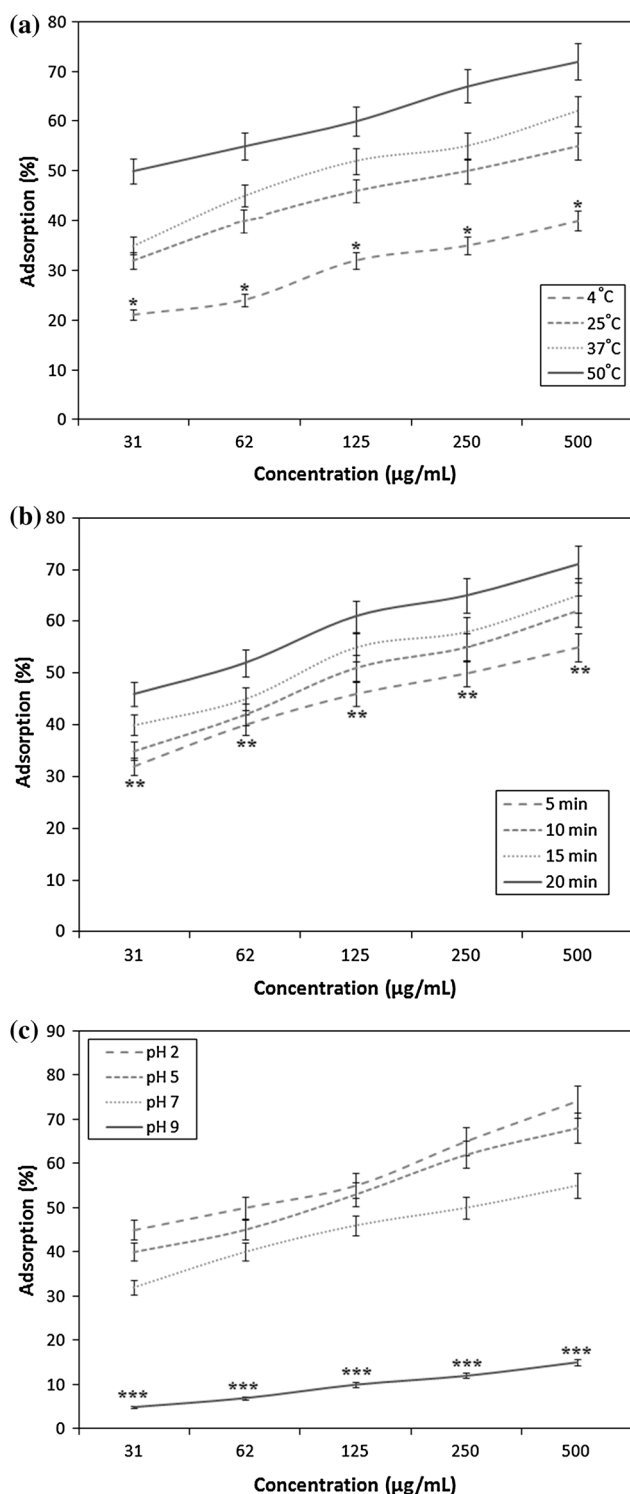 (a)
80
70
60
50
40
30
20
10
0
Adsorption (%)
* * * * *
4°C
25°C
37°C
50°C
31 62 125 250 500
Concentration (µg/mL)
(b)
80
70
60
50
40
30
20
10
0
Adsorption (%)
** ** ** ** **
5 min
10 min
15 min
20 min
31 62 125 250 500
Concentration (µg/mL)
(c)
90
80
70
60
50
40
30
20
10
0
Adsorption (%)
pH 2
pH 5
pH 7
pH 9
*** *** *** *** ***
31 62 125 250 500
Concentration (µg/mL)